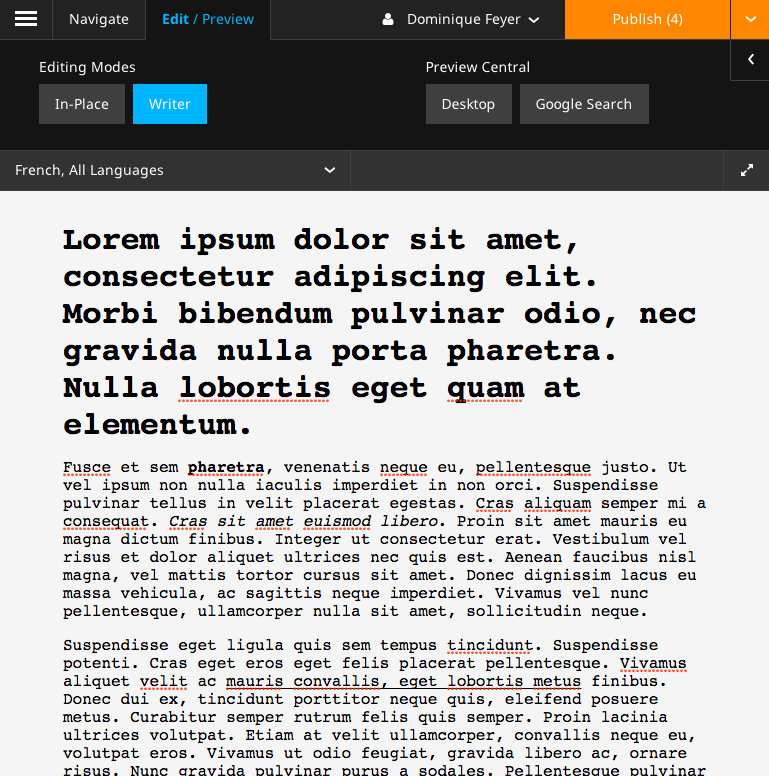 Navigate
Edit / Preview
Dominique Feyer
Publish (4)
Editing Modes
Preview Central
In-Place
Writer
Desktop
Google Search
French, All Languages
Lorem ipsum dolor sit amet,
consectetur adipiscing elit.
Morbi bibendum pulvinar odio, nec
gravida nulla porta pharetra.
Nulla lobortis eget quam at
elementum.
Fusce et sem pharetra, venenatis neque eu, pellentesque justo. Ut
vel ipsum non nulla iaculis imperdiet in non orci. Suspendisse
pulvinar tellus in velit placerat egestas. Cras aliquam semper mi a
consequat. Cras sit amet euismod libero. Proin sit amet mauris eu
magna dictum finibus. Integer ut consectetur erat. Vestibulum vel
risus et dolor aliquet ultrices nec quis est. Aenean faucibus nisl
magna, vel mattis tortor cursus sit amet. Donec dignissim lacus eu
massa vehicula, ac sagittis neque imperdiet. Vivamus vel nunc
pellentesque, ullamcorper nulla sit amet, sollicitudin neque.
Suspendisse eget ligula quis sem tempus tincidunt. Suspendisse
potenti. Cras eget eros eget felis placerat pellentesque. Vivamus
aliquet velit ac mauris convallis, eget lobortis metus finibus.
Donec dui ex, tincidunt porttitor neque quis, eleifend posuere
metus. Curabitur semper rutrum felis quis semper. Proin lacinia
ultrices volutpat. Etiam at velit ullamcorper, convallis neque eu,
volutpat eros. Vivamus ut odio feugiat, gravida libero ac, ornare
risus. Nunc gravida pulvinar purus a sodales. Pellentesque pulvinar